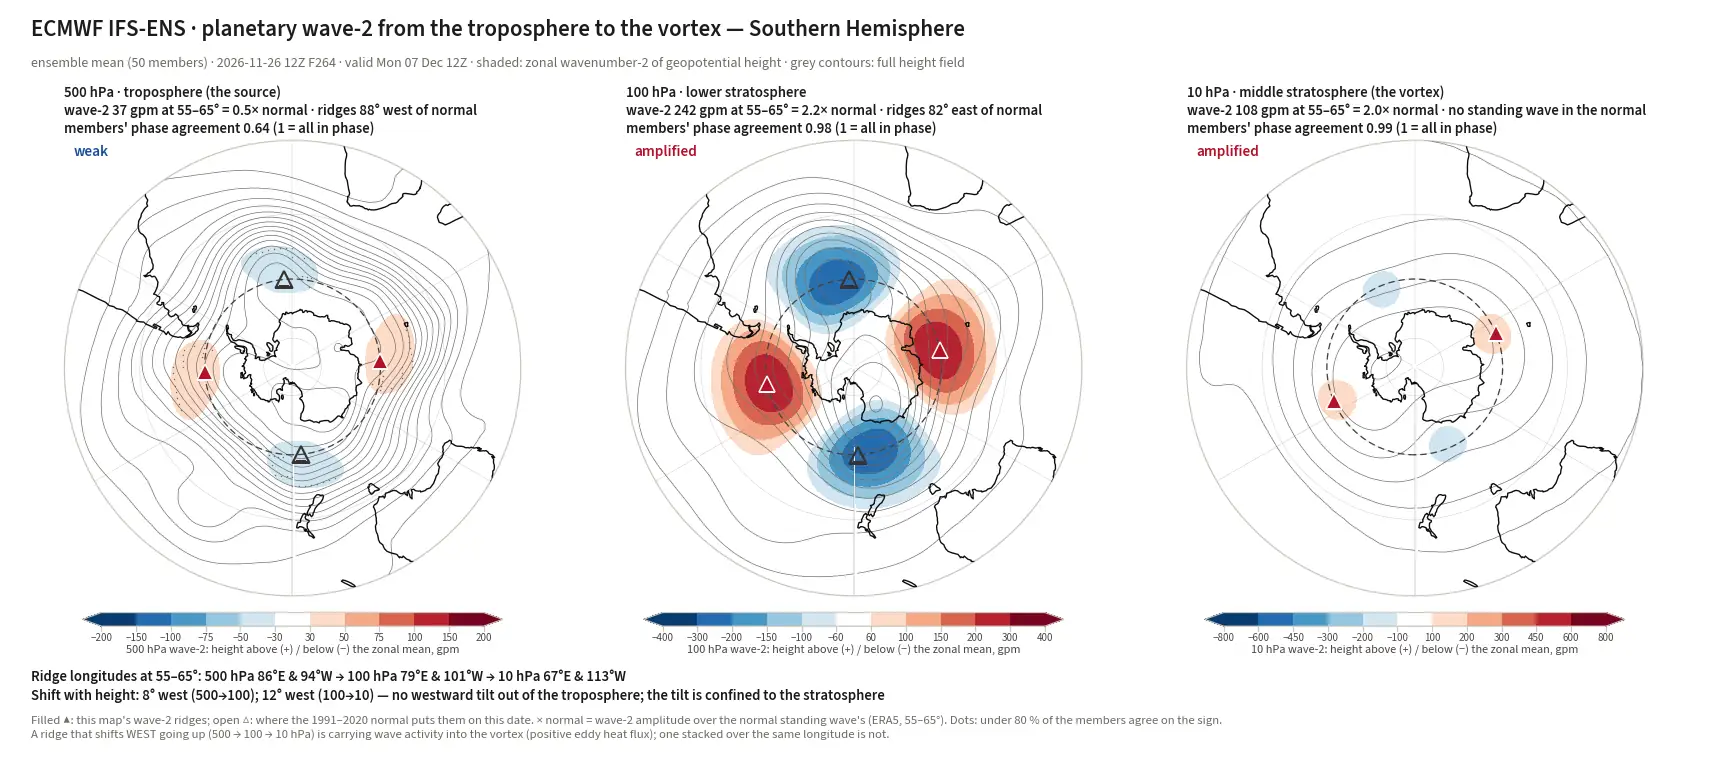 ECMWF IFS-ENS · planetary wave-2 from the troposphere to the vortex — Southern Hemisphere
ensemble mean (50 members) · 2026-11-26 12Z F264 · valid Mon 07 Dec 12Z · shaded: zonal wavenumber-2 of geopotential height · grey contours: full height field
500 hPa · troposphere (the source)
wave-2 37 gpm at 55–65° = 0.5× normal · ridges 88° west of normal
members' phase agreement 0.64 (1 = all in phase)
weak
100 hPa · lower stratosphere
wave-2 242 gpm at 55–65° = 2.2× normal · ridges 82° east of normal
members' phase agreement 0.98 (1 = all in phase)
amplified
10 hPa · middle stratosphere (the vortex)
wave-2 108 gpm at 55–65° = 2.0× normal · no standing wave in the normal
members' phase agreement 0.99 (1 = all in phase)
amplified
−200 −150 −100 −75 −50 −30 30 50 75 100 150 200
500 hPa wave-2: height above (+) / below (−) the zonal mean, gpm
−400 −300 −200 −150 −100 −60 60 100 150 200 300 400
100 hPa wave-2: height above (+) / below (−) the zonal mean, gpm
−800 −600 −450 −300 −200 −100 100 200 300 450 600 800
10 hPa wave-2: height above (+) / below (−) the zonal mean, gpm
Ridge longitudes at 55–65°: 500 hPa 86°E & 94°W → 100 hPa 79°E & 101°W → 10 hPa 67°E & 113°W
Shift with height: 8° west (500→100); 12° west (100→10) — no westward tilt out of the troposphere; the tilt is confined to the stratosphere
Filled ▲: this map's wave-2 ridges; open △: where the 1991–2020 normal puts them on this date. × normal = wave-2 amplitude over the normal standing wave's (ERA5, 55–65°). Dots: under 80 % of the members agree on the sign.
A ridge that shifts WEST going up (500 → 100 → 10 hPa) is carrying wave activity into the vortex (positive eddy heat flux); one stacked over the same longitude is not.